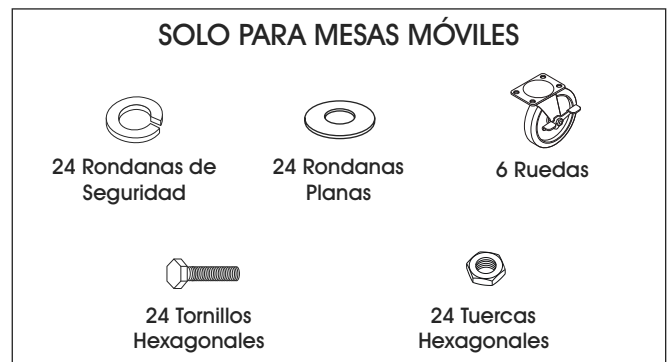 SOLO PARA MESAS MÓVILES
24 Rondanas de
Seguridad
24 Rondanas
Planas
6 Ruedas
24 Tornillos
Hexagonales
24 Tuercas
Hexagonales